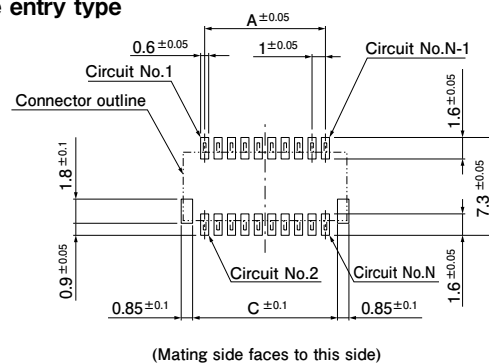 e entry type
A±0.05
0.6±0.05
1±0.05
Circuit No.N-1
Circuit No.1
Connector outline
1.6±0.05
1.8±0.1
7.3±0.05
0.9±0.05
1.6±0.05
Circuit No.2
Circuit No.N
0.85±0.1
C±0.1
0.85±0.1
(Mating side faces to this side)